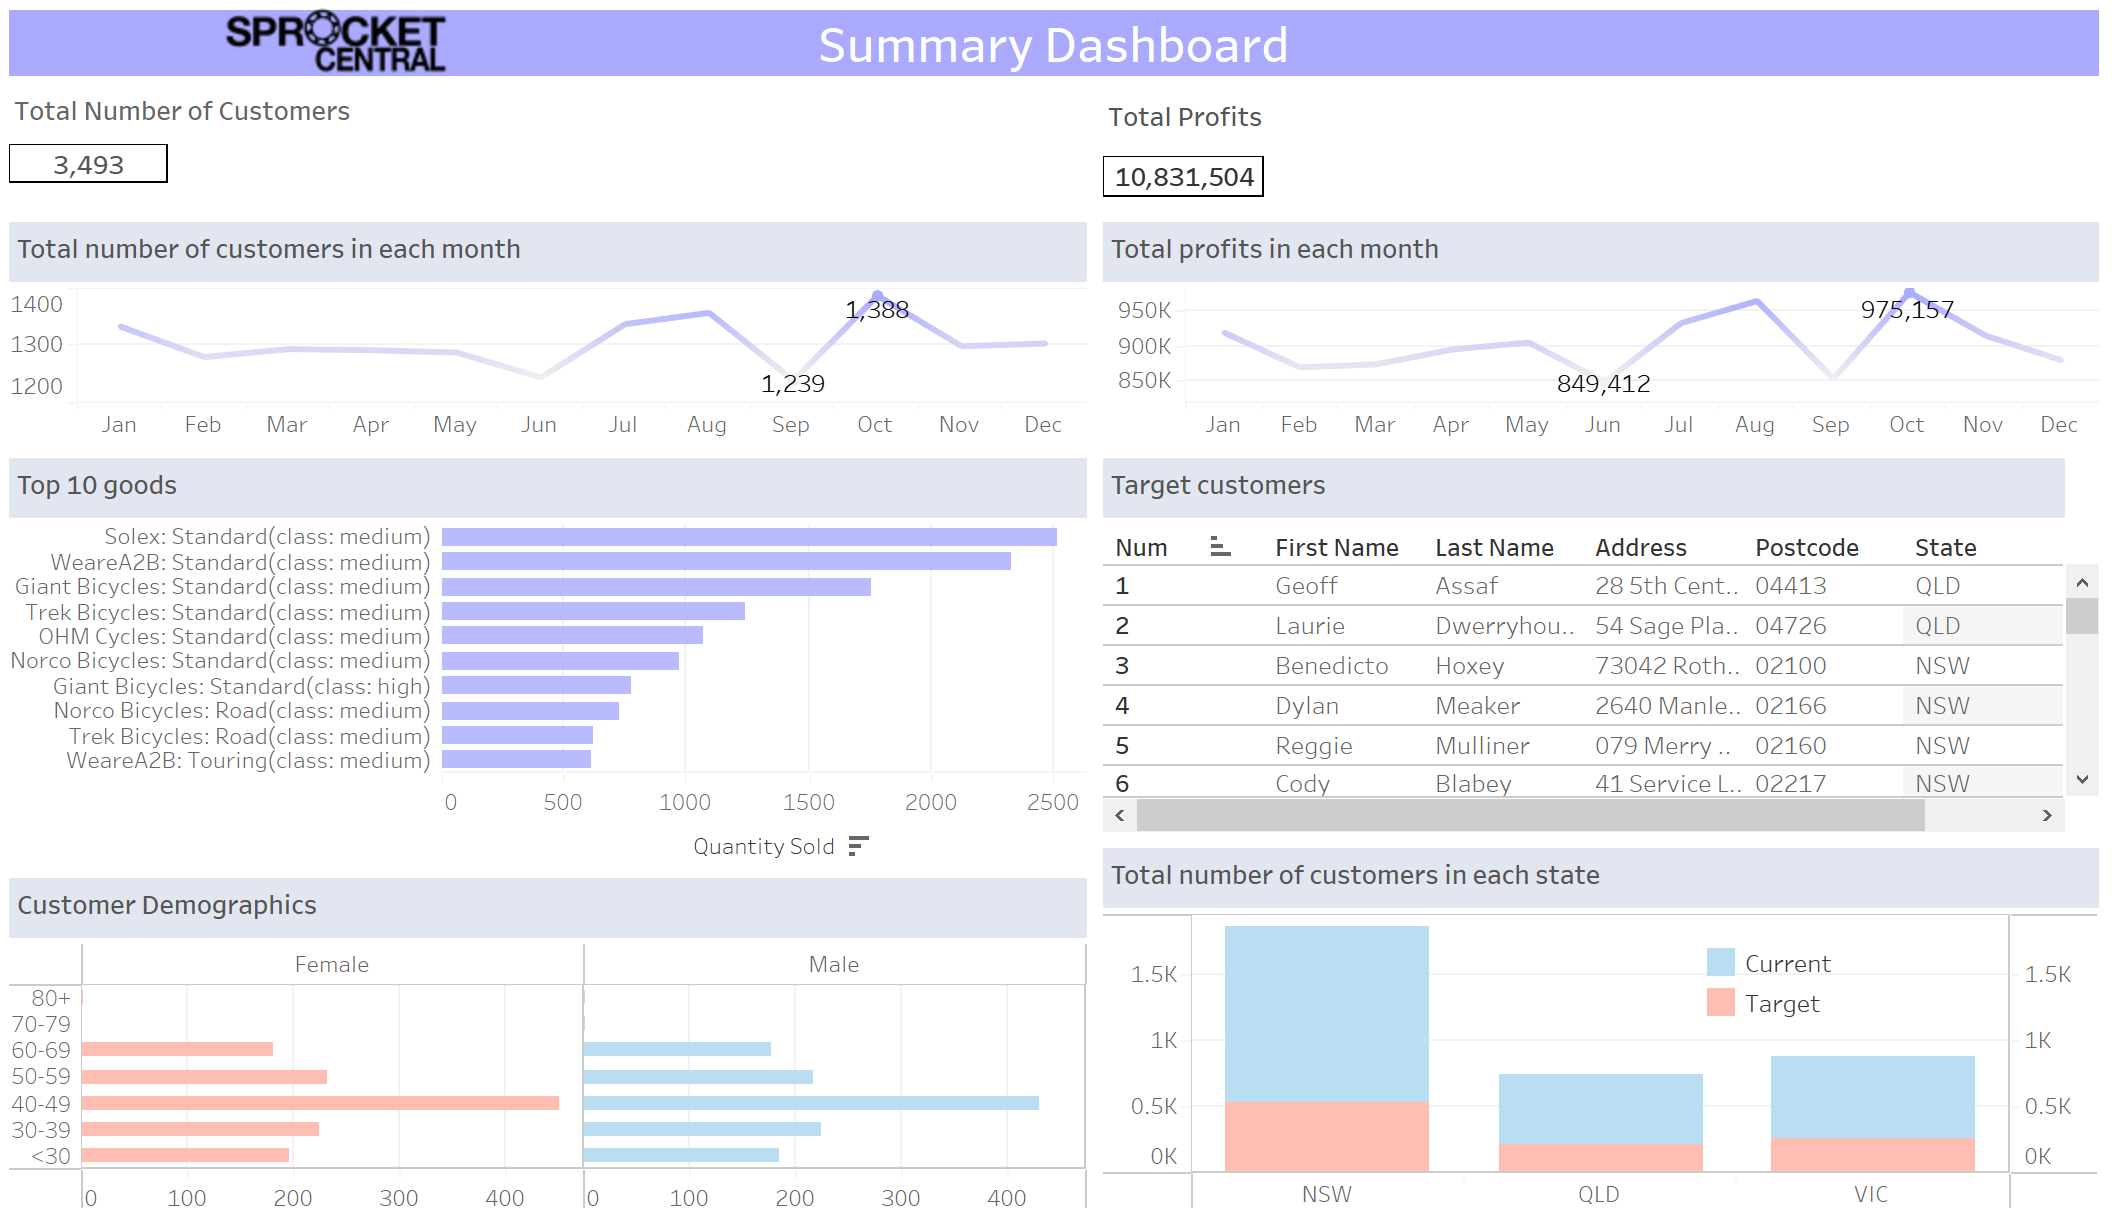 SPROCKET
CENTRAL
Summary Dashboard
Total Number of Customers
3,493
Total Profits
10,831,504
Total number of customers in each month
1400
1300
1200
1,388
1,239
Jan Feb Mar Apr May Jun Jul Aug Sep Oct Nov Dec
Total profits in each month
950K
900K
850K
975,157
849,412
Jan Feb Mar Apr May Jun Jul Aug Sep Oct Nov Dec
Top 10 goods
Solex: Standard(class: medium)
WeareA2B: Standard(class: medium)
Giant Bicycles: Standard(class: medium)
Trek Bicycles: Standard(class: medium)
OHM Cycles: Standard(class: medium)
Norco Bicycles: Standard(class: medium)
Giant Bicycles: Standard(class: high)
Norco Bicycles: Road(class: medium)
Trek Bicycles: Road(class: medium)
WeareA2B: Touring(class: medium)
0 500 1000 1500 2000 2500
Quantity Sold
Target customers
Num First Name Last Name Address Postcode State
1 Geoff Assaf 28 5th Cent.. 04413 QLD
2 Laurie Dwerryhou.. 54 Sage Pla.. 04726 QLD
3 Benedicto Hoxey 73042 Roth.. 02100 NSW
4 Dylan Meaker 2640 Manle.. 02166 NSW
5 Reggie Mulliner 079 Merry .. 02160 NSW
6 Cody Blabey 41 Service L.. 02217 NSW
Customer Demographics
Female Male
80+
70-79
60-69
50-59
40-49
30-39
<30
0 100 200 300 400 0 100 200 300 400
Total number of customers in each state
Current
Target
1.5K 1.5K
1K 1K
0.5K 0.5K
0K 0K
NSW QLD VIC